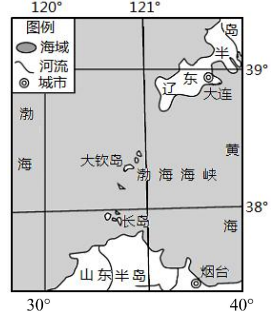 120° 121°
图例
海域
河流
城市
岛
半
39°
辽东
大连
渤
海
黄
大钦岛
渤海海峡
38°
长岛
海
山东半岛
烟台
30° 40°